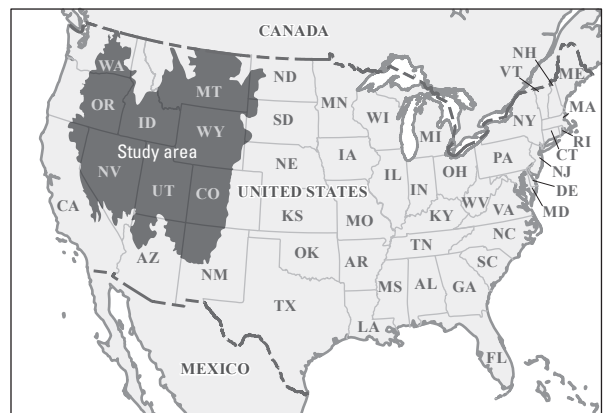 CANADA
WA
MT
ND
MN
OR
ID
WY
SD
WI
MI
NH
VT
ME
NY
MA
RI
CT
Study area
NV
UT
CO
NE
IA
IL
IN
OH
PA
NJ
DE
MD
WV
VA
CA
UNITED STATES
KS
MO
KY
NC
AZ
NM
OK
AR
TN
SC
TX
MS
AL
GA
LA
FL
MEXICO